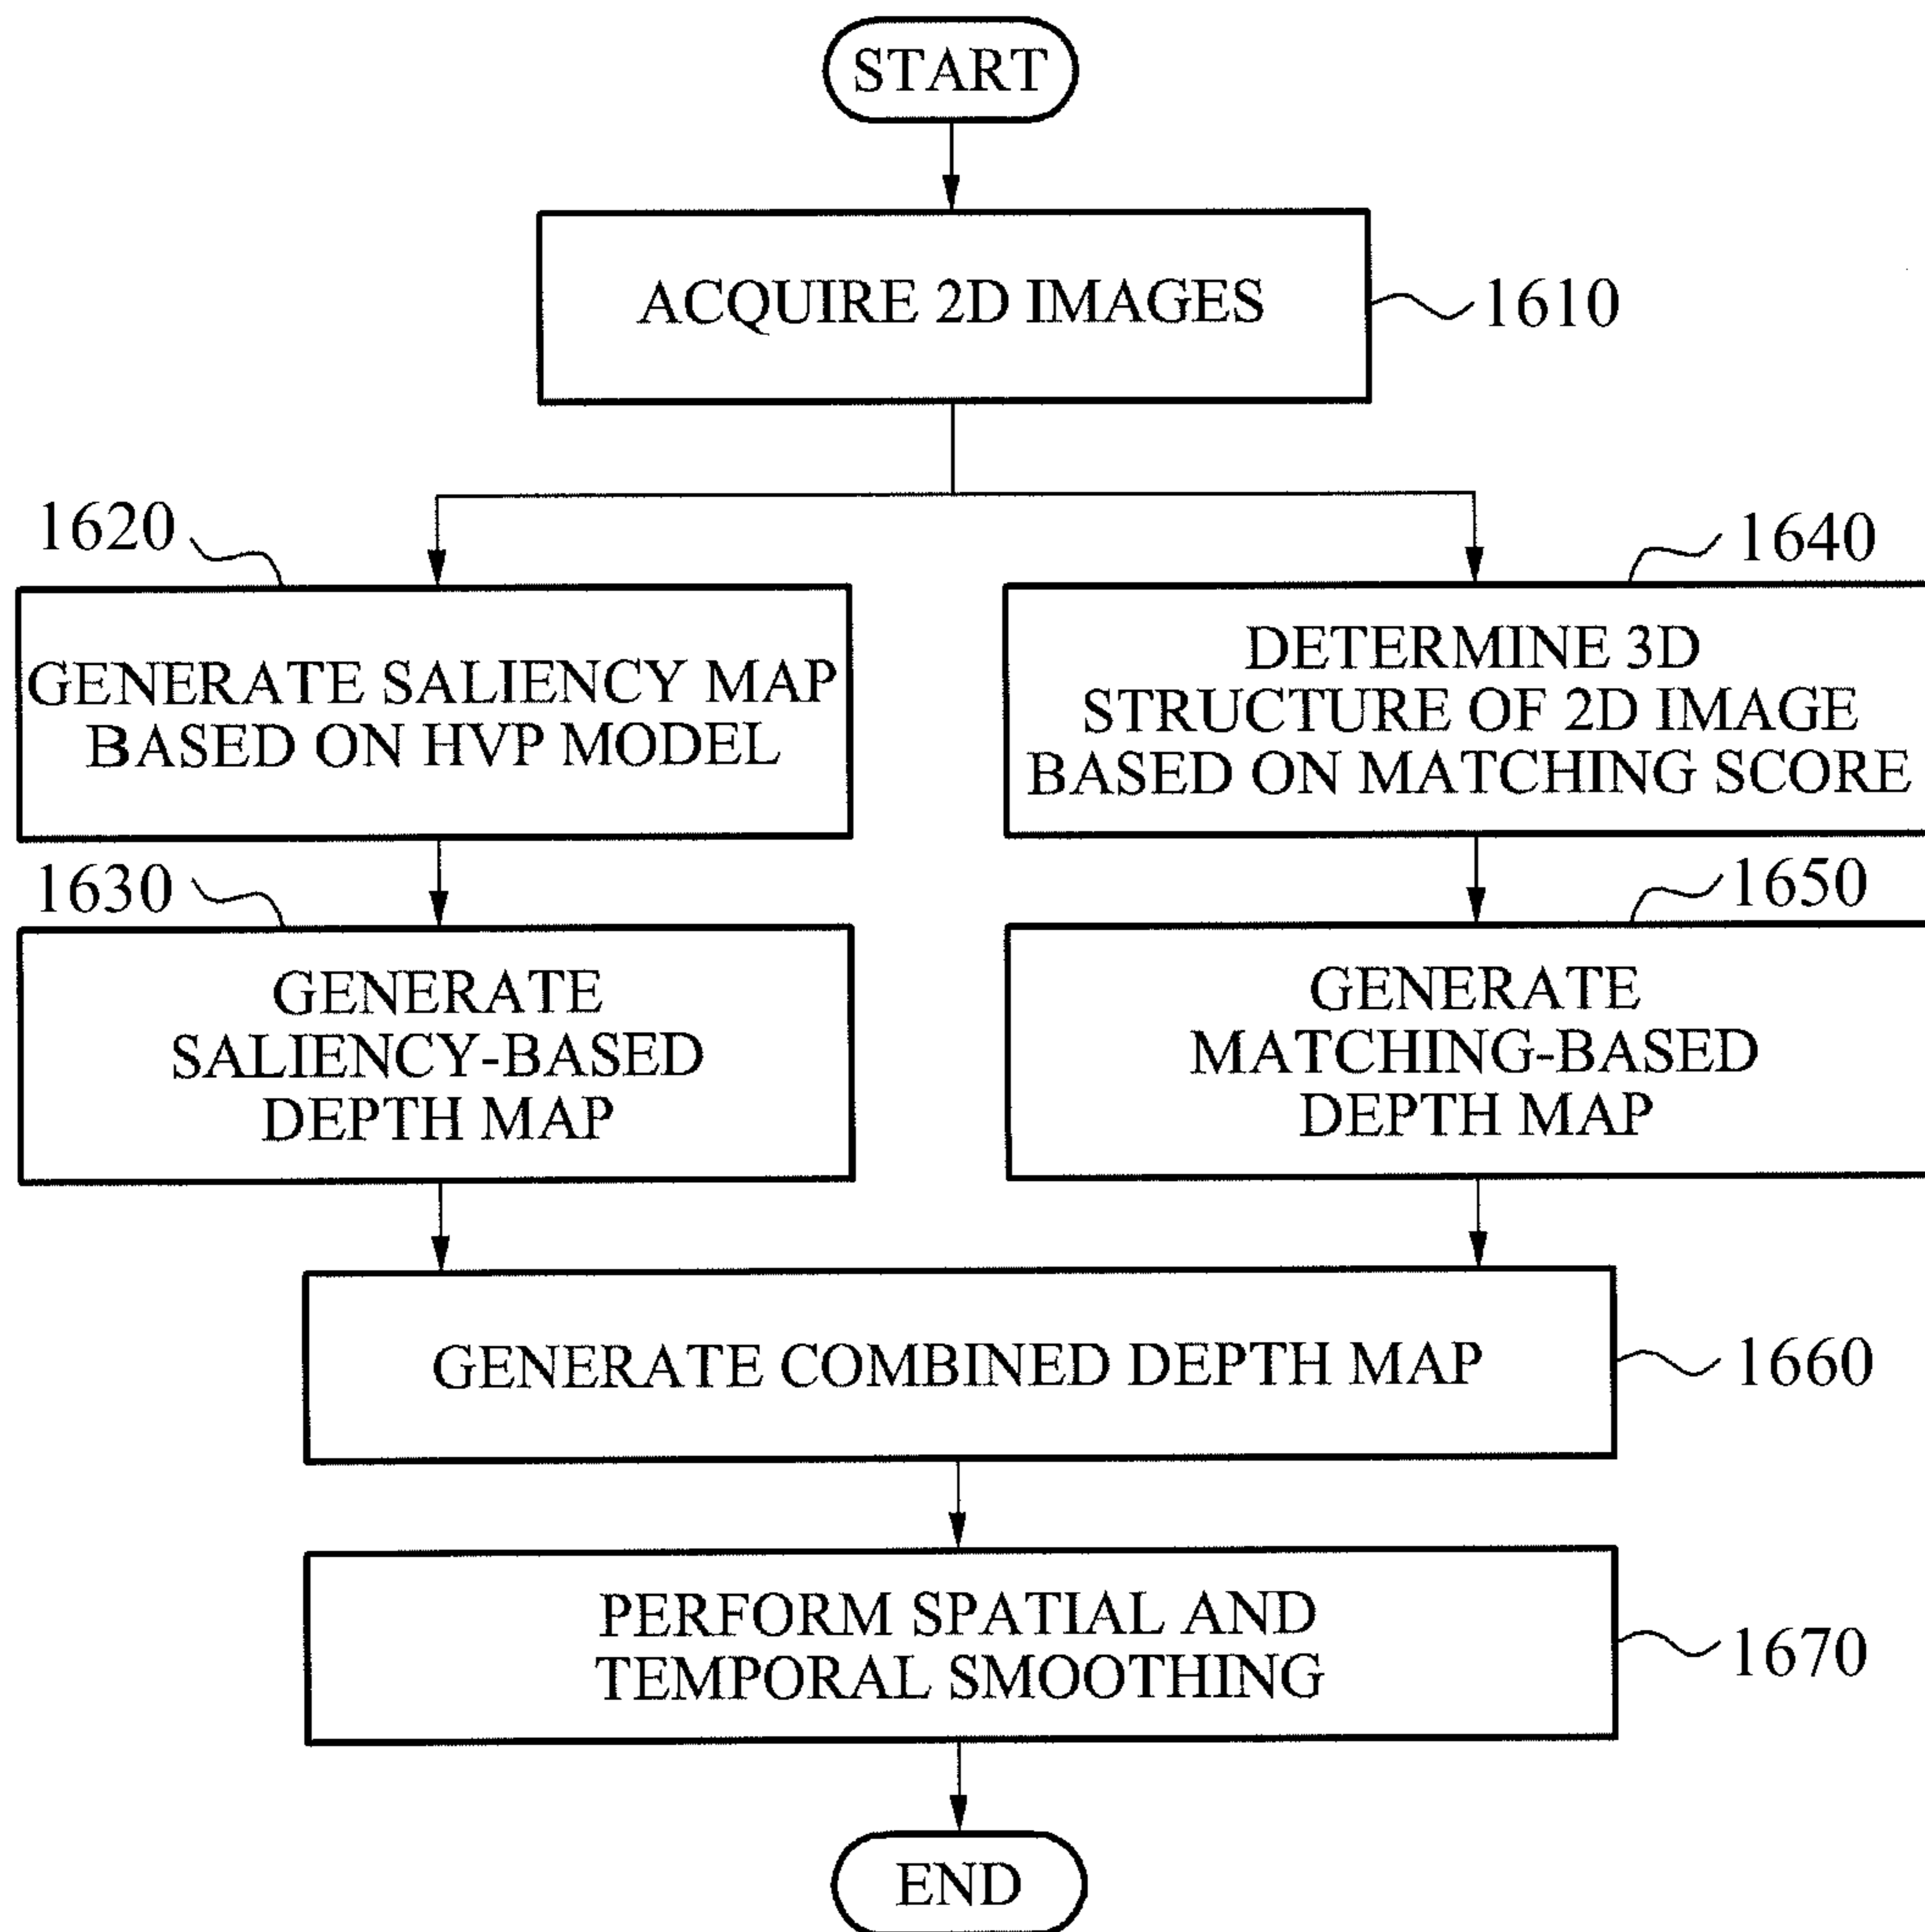 START
ACQUIRE 2D IMAGES
1610
1620
GENERATE SALIENCY MAP
BASED ON HVP MODEL
1640
DETERMINE 3D
STRUCTURE OF 2D IMAGE
BASED ON MATCHING SCORE
1630
GENERATE
SALIENCY-BASED
DEPTH MAP
1650
GENERATE
MATCHING-BASED
DEPTH MAP
GENERATE COMBINED DEPTH MAP
1660
PERFORM SPATIAL AND
TEMPORAL SMOOTHING
1670
END